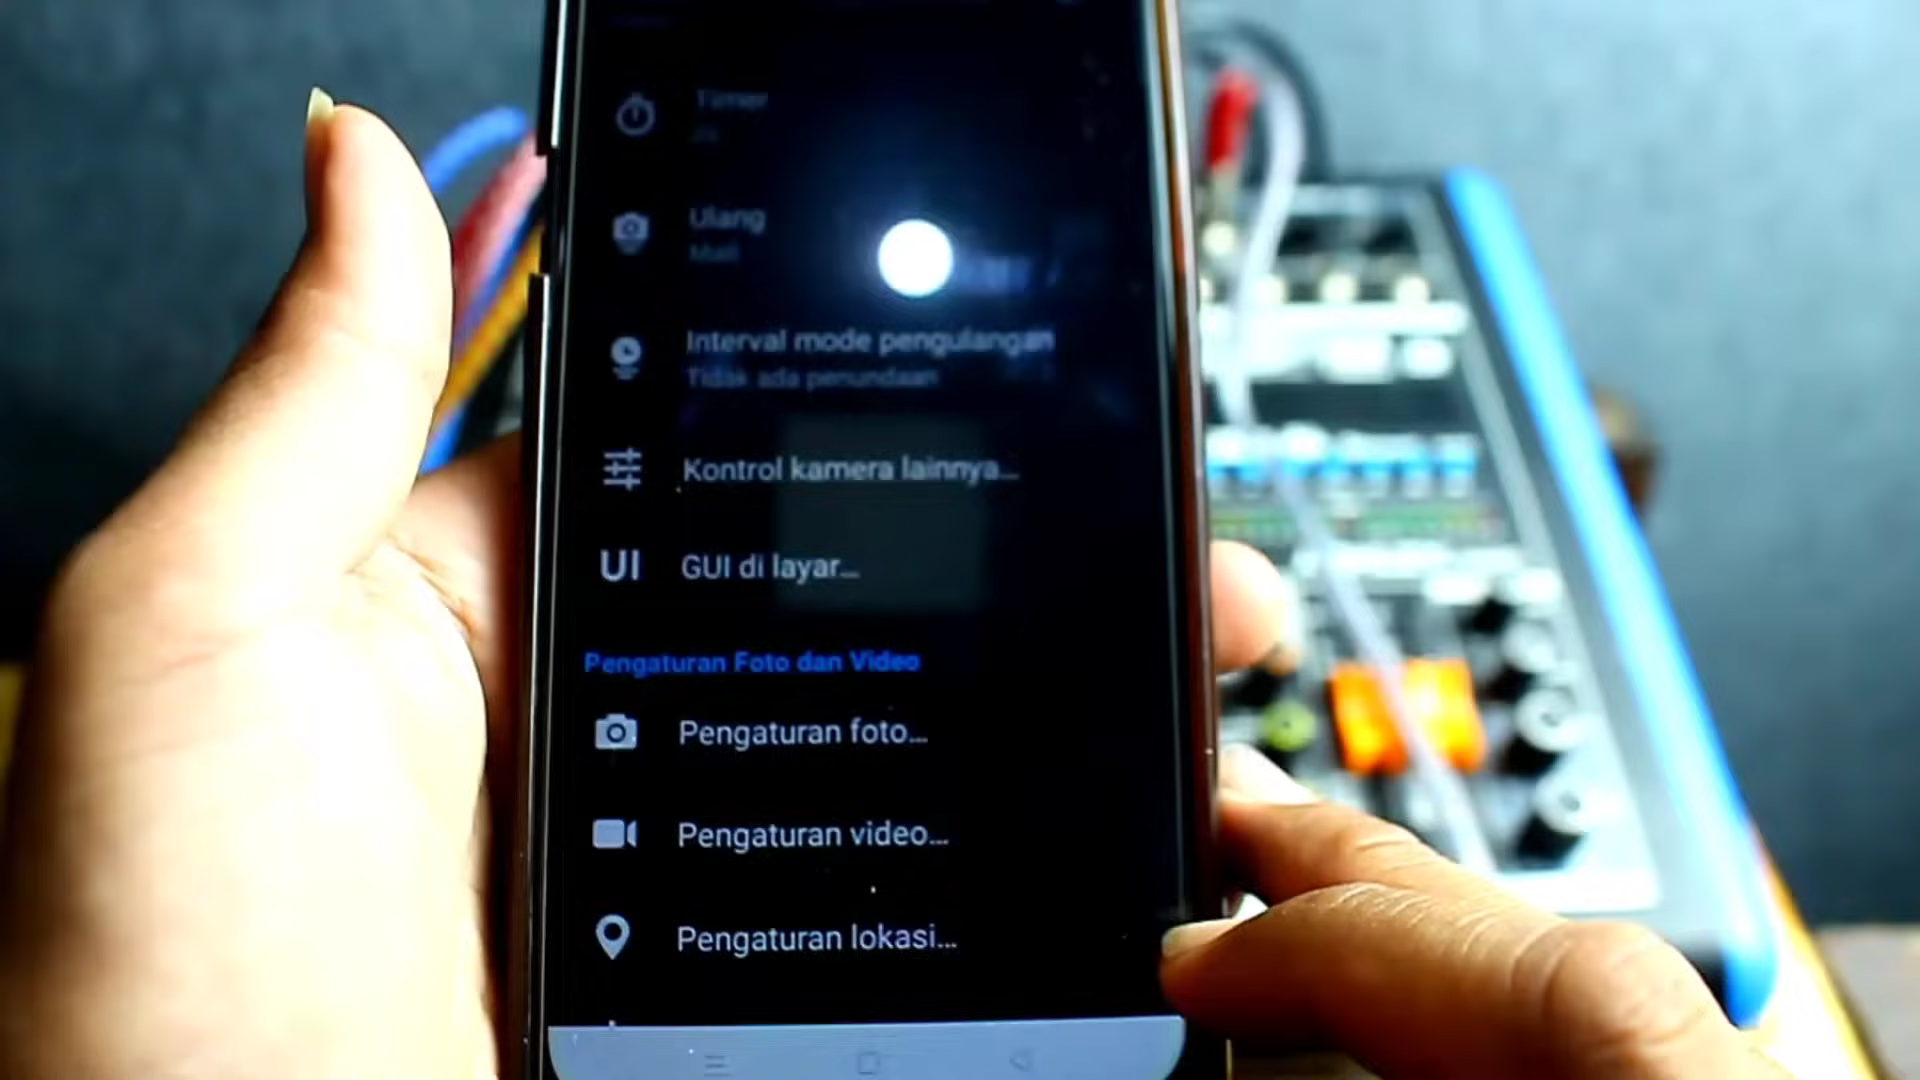 Timer
Ulang
Mati
Interval mode pengulangan
Tidak ada penundaan
Kontrol kamera lainnya...
UI
GUI di layar...
Pengaturan Foto dan Video
Pengaturan foto...
Pengaturan video...
Pengaturan lokasi...